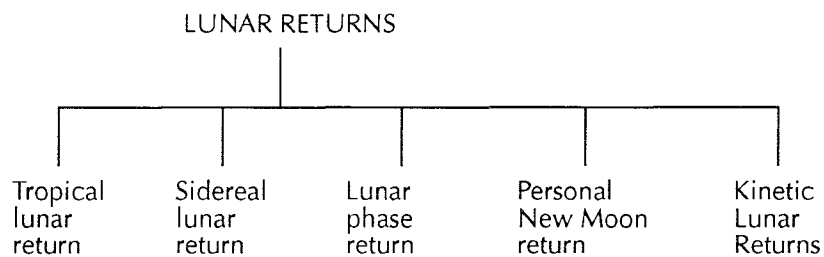 LUNAR RETURNS
Tropical
lunar
return
Sidereal
lunar
return
Lunar
phase
return
Personal
New Moon
return
Kinetic
Lunar
Returns